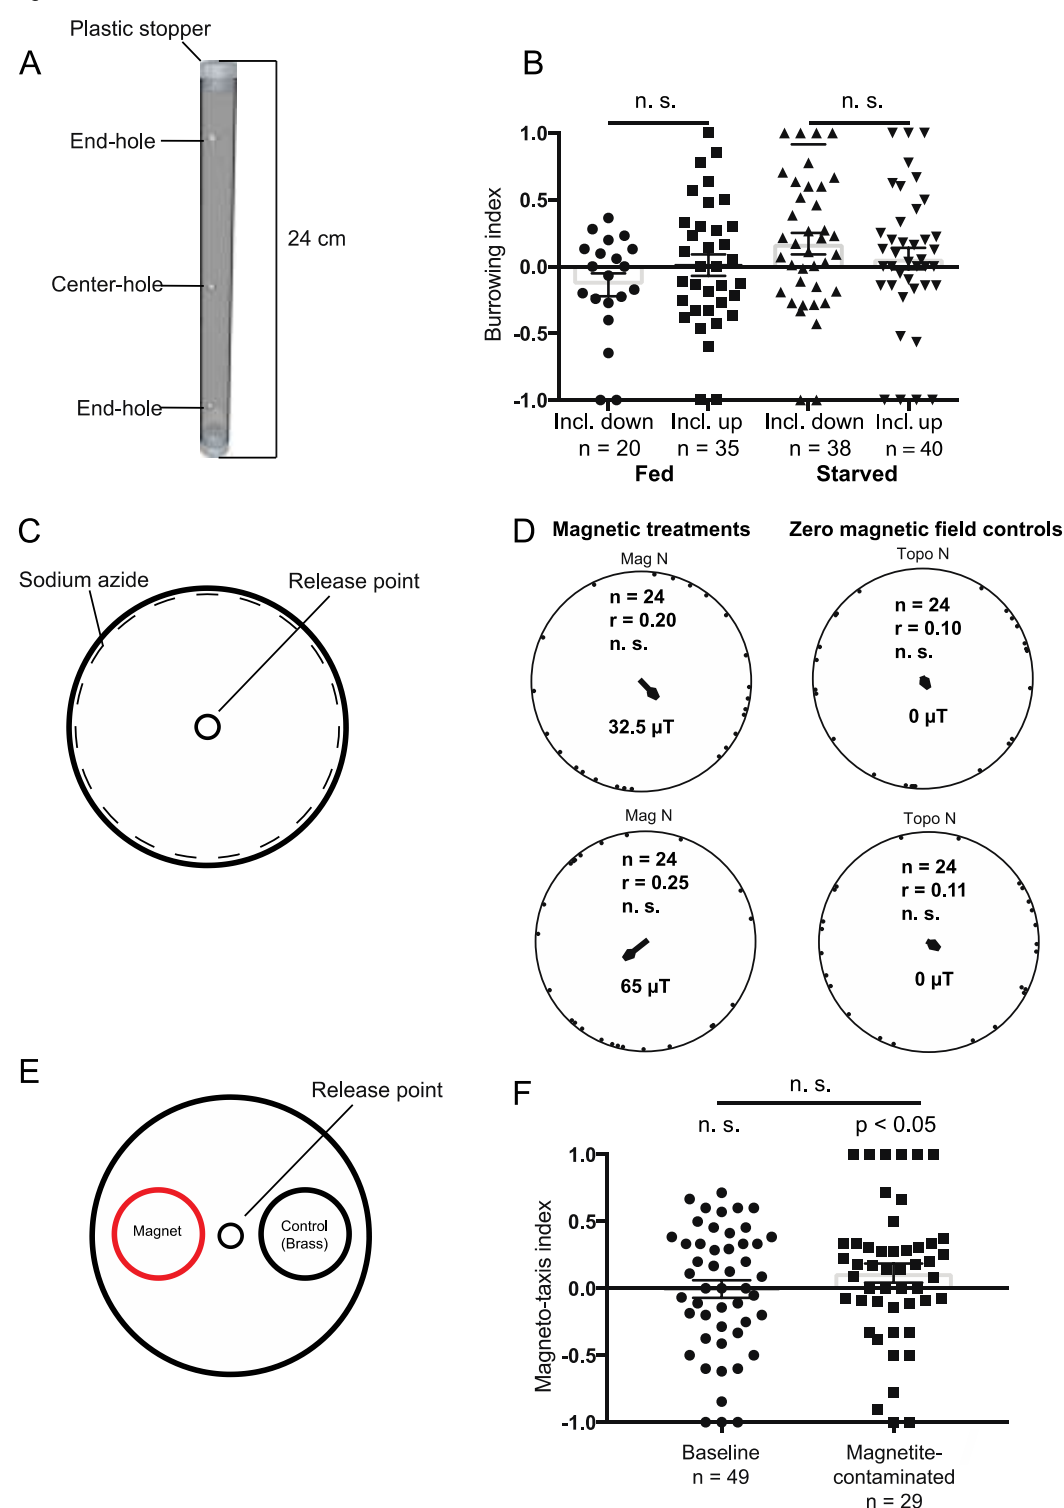 A
Plastic stopper
End-hole
Center-hole
End-hole
24 cm
B
n. s.
n. s.
Burrowing index
1.0
0.5
0.0
-0.5
-1.0
Incl. down
n = 20
Incl. up
n = 35
Incl. down
n = 38
Incl. up
n = 40
Fed
Starved
C
Sodium azide
Release point
D
Magnetic treatments
Zero magnetic field controls
Mag N
n = 24
r = 0.20
n. s.
32.5 μT
Topo N
n = 24
r = 0.10
n. s.
0 μT
Mag N
n = 24
r = 0.25
n. s.
65 μT
Topo N
n = 24
r = 0.11
n. s.
0 μT
E
Release point
Magnet
Control
(Brass)
F
n. s.
n. s.
p < 0.05
Magneto-taxis index
1.0
0.5
0.0
-0.5
-1.0
Baseline
n = 49
Magnetite-
contaminated
n = 29